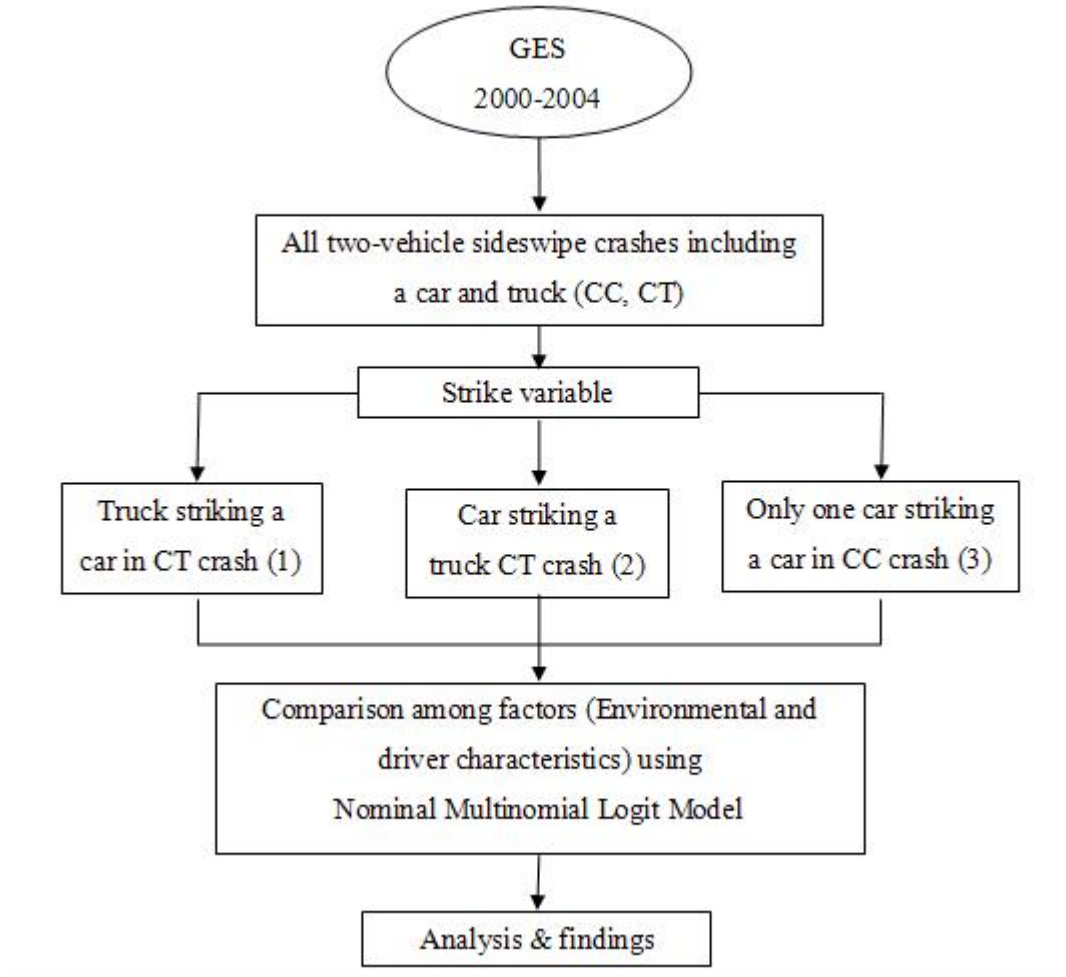 GES
2000-2004
All two-vehicle sideswipe crashes including
a car and truck (CC, CT)
Strike variable
Truck striking a
car in CT crash (1)
Car striking a
truck CT crash (2)
Only one car striking
a car in CC crash (3)
Comparison among factors (Environmental and
driver characteristics) using
Nominal Multinomial Logit Model
Analysis & findings